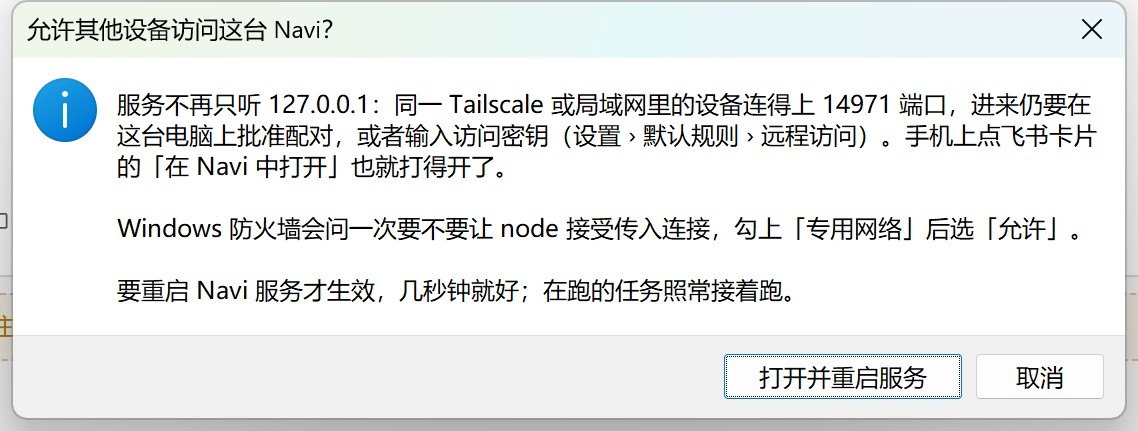 允许其他设备访问这台 Navi？
服务不再只听 127.0.0.1：同一 Tailscale 或局域网里的设备连得上 14971 端口，进来仍要在
这台电脑上批准配对，或者输入访问密钥（设置 › 默认规则 › 远程访问）。手机上点飞书卡片
的「在 Navi 中打开」也就打得开了。
Windows 防火墙会问一次要不要让 node 接受传入连接，勾上「专用网络」后选「允许」。
要重启 Navi 服务才生效，几秒钟就好；在跑的任务照常接着跑。
打开并重启服务
取消